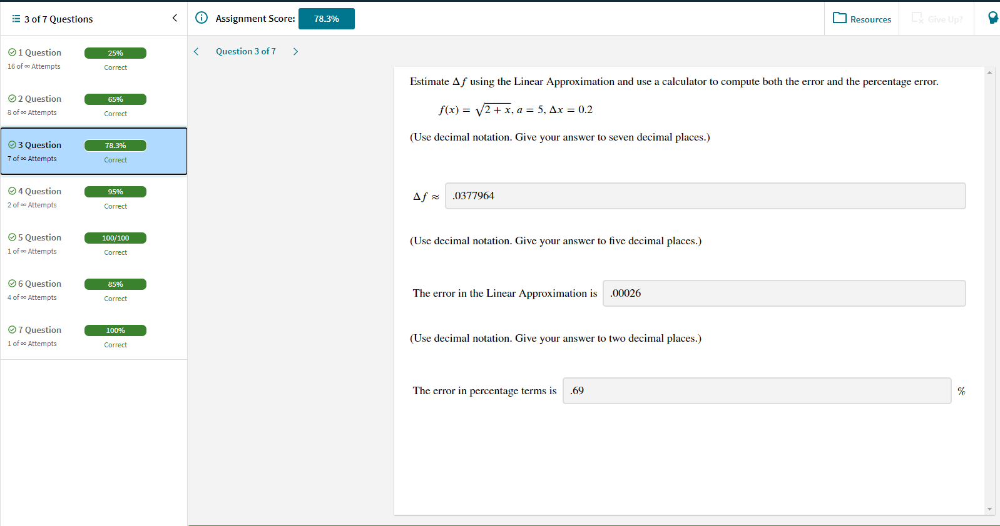 3 of 7 Questions
Assignment Score: 78.3%
Resources
Give Up?
1 Question 25%
16 of ∞ Attempts Correct
2 Question 65%
8 of ∞ Attempts Correct
3 Question 78.3%
7 of ∞ Attempts Correct
4 Question 95%
2 of ∞ Attempts Correct
5 Question 100/100
1 of ∞ Attempts Correct
6 Question 85%
4 of ∞ Attempts Correct
7 Question 100%
1 of ∞ Attempts Correct
Question 3 of 7
Estimate Δf using the Linear Approximation and use a calculator to compute both the error and the percentage error.
f(x) = √(2 + x), a = 5, Δx = 0.2
(Use decimal notation. Give your answer to seven decimal places.)
Δf ≈ .0377964
(Use decimal notation. Give your answer to five decimal places.)
The error in the Linear Approximation is .00026
(Use decimal notation. Give your answer to two decimal places.)
The error in percentage terms is .69 %